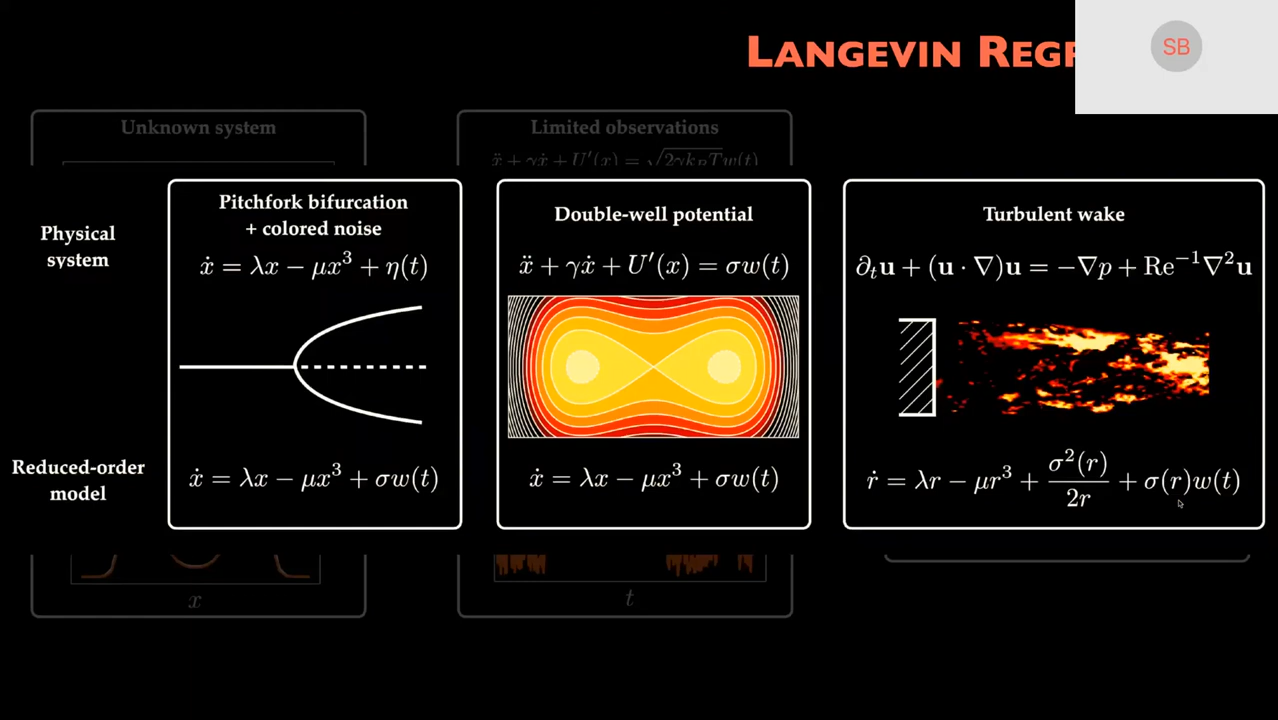 LANGEVIN REGR
SB
Unknown system
Limited observations
ẍ + γẋ + U′(x) = √2γk_BT w(t)
Physical
system
Pitchfork bifurcation
+ colored noise
ẋ = λx − μx³ + η(t)
Double-well potential
ẍ + γẋ + U′(x) = σw(t)
Turbulent wake
∂ₜu + (u · ∇)u = −∇p + Re⁻¹∇²u
Reduced-order
model
ẋ = λx − μx³ + σw(t)
ẋ = λx − μx³ + σw(t)
ṙ = λr − μr³ + σ²(r)/2r + σ(r)w(t)
x
t